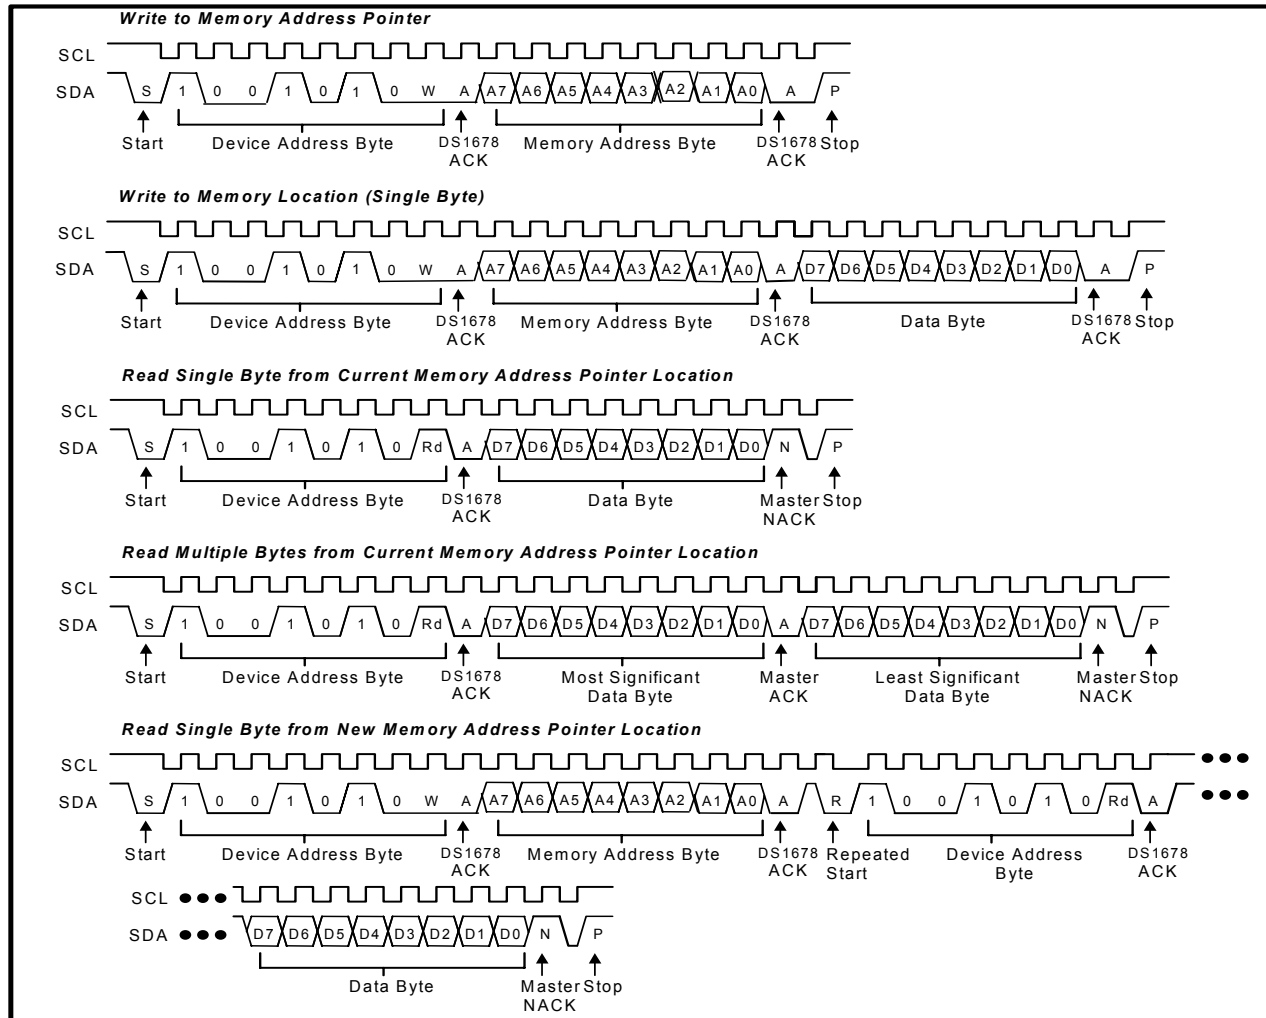 Write to Memory Address Pointer
SCL
SDA S 1 0 0 1 0 1 0 W A A7 A6 A5 A4 A3 A2 A1 A0 A P
Start Device Address Byte DS1678 ACK Memory Address Byte DS1678 ACK Stop
Write to Memory Location (Single Byte)
SCL
SDA S 1 0 0 1 0 1 0 W A A7 A6 A5 A4 A3 A2 A1 A0 A D7 D6 D5 D4 D3 D2 D1 D0 A P
Start Device Address Byte DS1678 ACK Memory Address Byte DS1678 ACK Data Byte DS1678 ACK Stop
Read Single Byte from Current Memory Address Pointer Location
SCL
SDA S 1 0 0 1 0 1 0 Rd A D7 D6 D5 D4 D3 D2 D1 D0 N P
Start Device Address Byte DS1678 ACK Data Byte Master NACK Stop
Read Multiple Bytes from Current Memory Address Pointer Location
SCL
SDA S 1 0 0 1 0 1 0 Rd A D7 D6 D5 D4 D3 D2 D1 D0 A D7 D6 D5 D4 D3 D2 D1 D0 N P
Start Device Address Byte DS1678 ACK Most Significant Data Byte Master ACK Least Significant Data Byte Master NACK Stop
Read Single Byte from New Memory Address Pointer Location
SCL
SDA S 1 0 0 1 0 1 0 W A A7 A6 A5 A4 A3 A2 A1 A0 A R 1 0 0 1 0 1 0 Rd A
Start Device Address Byte DS1678 ACK Memory Address Byte DS1678 ACK Repeated Start Device Address Byte DS1678 ACK
SCL
SDA D7 D6 D5 D4 D3 D2 D1 D0 N P
Data Byte Master NACK Stop